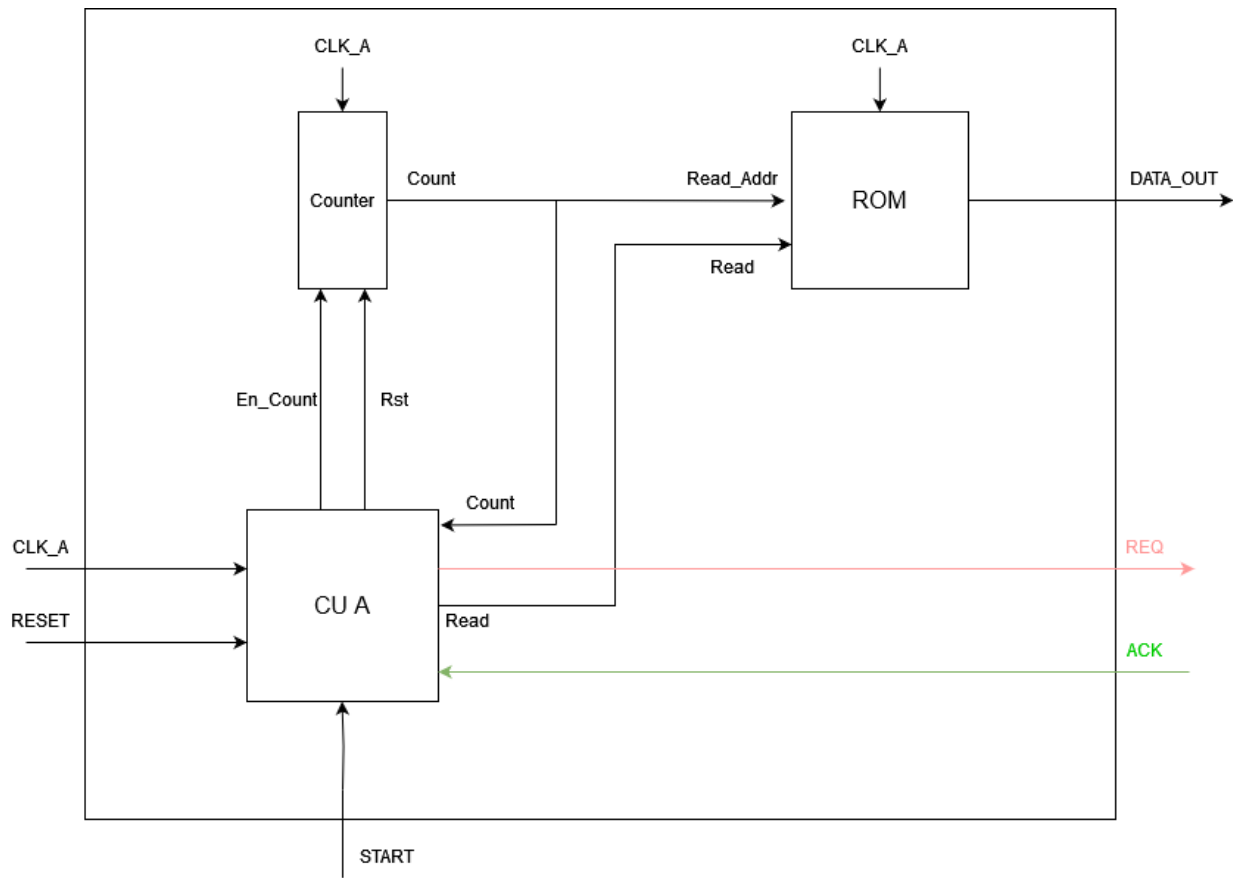 CLK_A
CLK_A
Counter
Count
Read_Addr
ROM
DATA_OUT
Read
En_Count
Rst
Count
CLK_A
REQ
RESET
CU A
Read
ACK
START